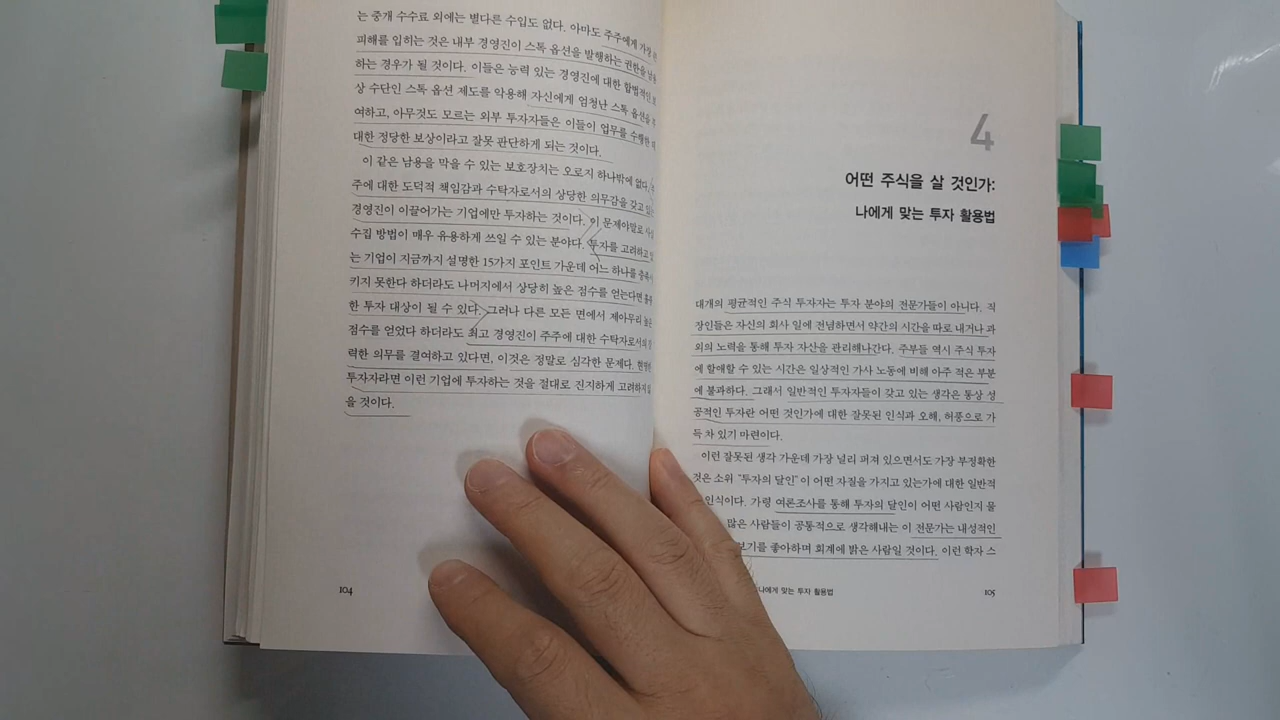 는 중개 수수료 외에는 별다른 수입도 없다. 아마도 주주에게 가장
피해를 입히는 것은 내부 경영진이 스톡 옵션을 발행하는 권한을
하는 경우가 될 것이다. 이들은 능력 있는 경영진에 대한 합법적인
상 수단인 스톡 옵션 제도를 악용해 자신에게 엄청난 스톡 옵션을
여하고, 아무것도 모르는 외부 투자자들은 이들이 업무를 수행한
대한 정당한 보상이라고 잘못 판단하게 되는 것이다.
이 같은 남용을 막을 수 있는 보호장치는 오로지 하나밖에 없다.
주에 대한 도덕적 책임감과 수탁자로서의 상당한 의무감을 갖고
경영진이 이끌어가는 기업에만 투자하는 것이다. 이 문제야말로
수집 방법이 매우 유용하게 쓰일 수 있는 분야다. 투자를 고려하고
는 기업이 지금까지 설명한 15가지 포인트 가운데 어느 하나를
키지 못한다 하더라도 나머지에서 상당히 높은 점수를 얻는다면
한 투자 대상이 될 수 있다. 그러나 다른 모든 면에서 제아무리 높은
점수를 얻었다 하더라도 최고 경영진이 주주에 대한 수탁자로서의
력한 의무를 결여하고 있다면, 이것은 정말로 심각한 문제다.
투자자라면 이런 기업에 투자하는 것을 절대로 진지하게 고려하지
을 것이다.
104
4
어떤 주식을 살 것인가:
나에게 맞는 투자 활용법
대개의 평균적인 주식 투자자는 투자 분야의 전문가들이 아니다. 직
장인들은 자신의 회사 일에 전념하면서 약간의 시간을 따로 내거나 과
외의 노력을 통해 투자 자산을 관리해나간다. 주부들 역시 주식 투자
에 할애할 수 있는 시간은 일상적인 가사 노동에 비해 아주 적은 부분
에 불과하다. 그래서 일반적인 투자자들이 갖고 있는 생각은 통상 성
공적인 투자란 어떤 것인가에 대한 잘못된 인식과 오해, 허풍으로 가
득 차 있기 마련이다.
이런 잘못된 생각 가운데 가장 널리 퍼져 있으면서도 가장 부정확한
것은 소위 "투자의 달인"이 어떤 자질을 가지고 있는가에 대한 일반적
인식이다. 가령 여론조사를 통해 투자의 달인이 어떤 사람인지 물
많은 사람들이 공통적으로 생각해내는 이 전문가는 내성적인
보기를 좋아하며 회계에 밝은 사람일 것이다. 이런 학자 스
나에게 맞는 투자 활용법
105